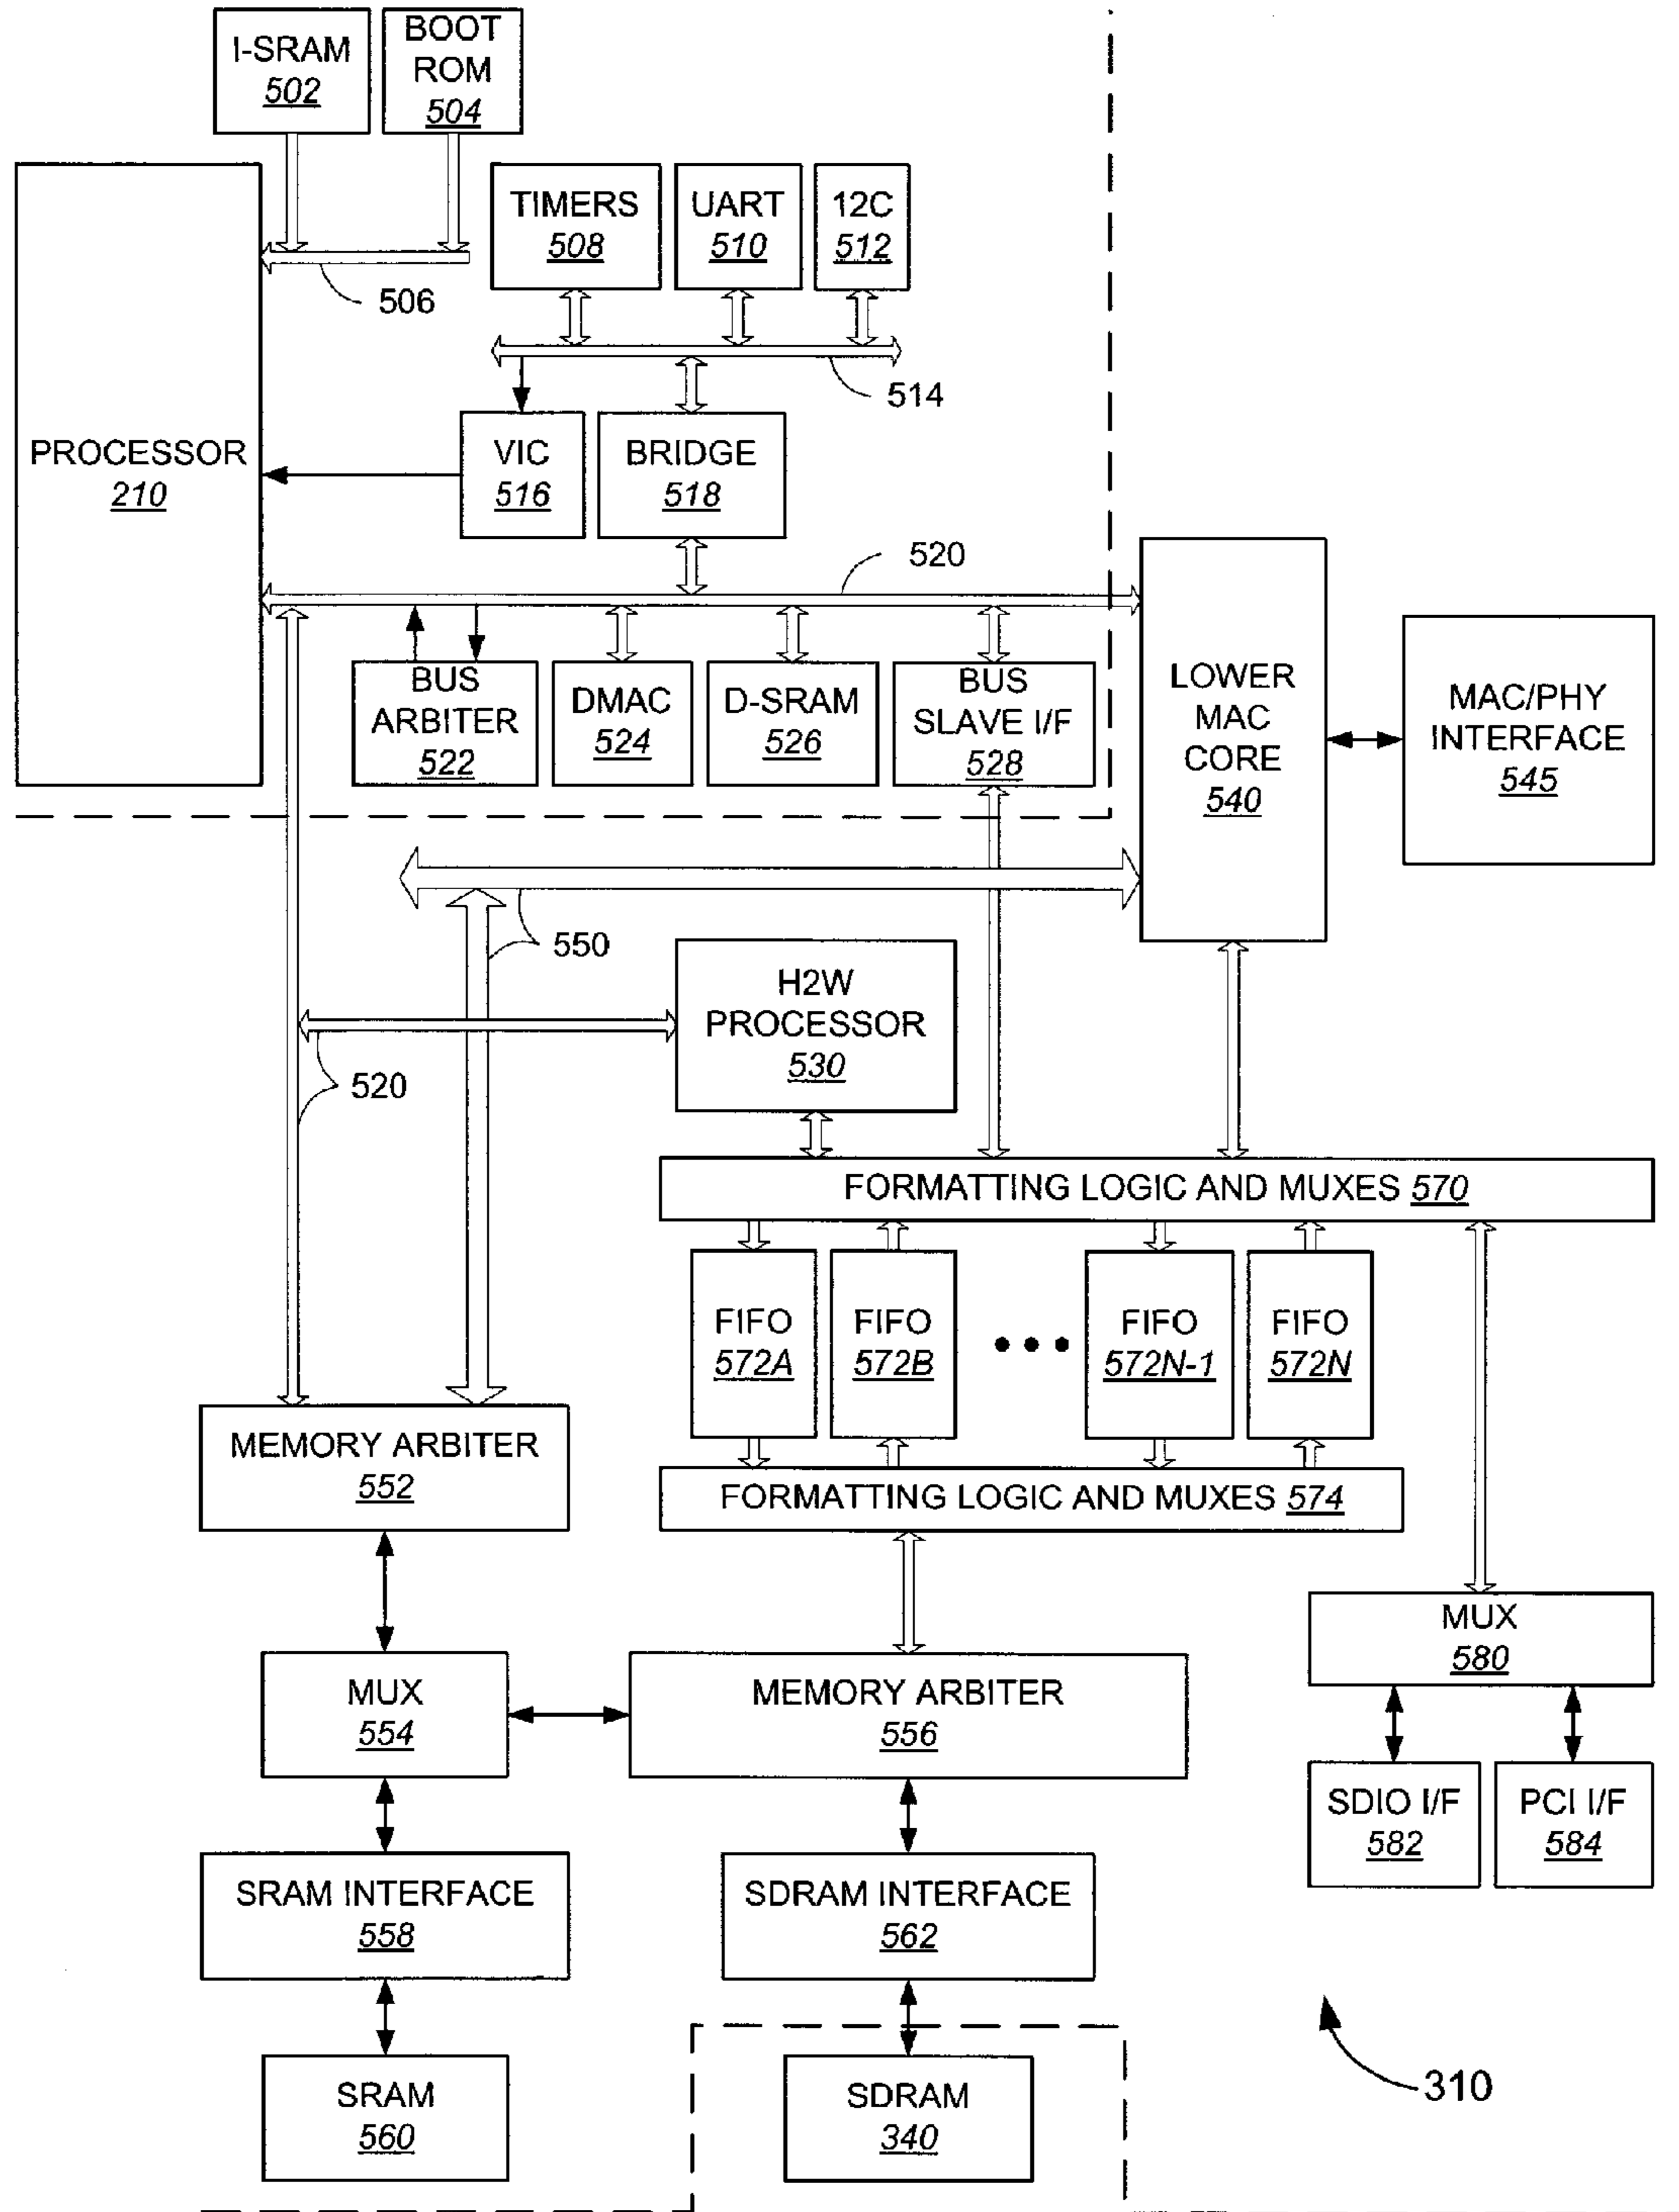 I-SRAM
502
BOOT
ROM
504
TIMERS
508
UART
510
12C
512
506
514
PROCESSOR
210
VIC
516
BRIDGE
518
520
BUS
ARBITER
522
DMAC
524
D-SRAM
526
BUS
SLAVE I/F
528
LOWER
MAC
CORE
540
MAC/PHY
INTERFACE
545
550
H2W
PROCESSOR
530
520
FORMATTING LOGIC AND MUXES 570
FIFO
572A
FIFO
572B
FIFO
572N-1
FIFO
572N
MEMORY ARBITER
552
FORMATTING LOGIC AND MUXES 574
MUX
580
MUX
554
MEMORY ARBITER
556
SDIO I/F
582
PCI I/F
584
SRAM INTERFACE
558
SDRAM INTERFACE
562
SRAM
560
SDRAM
340
310